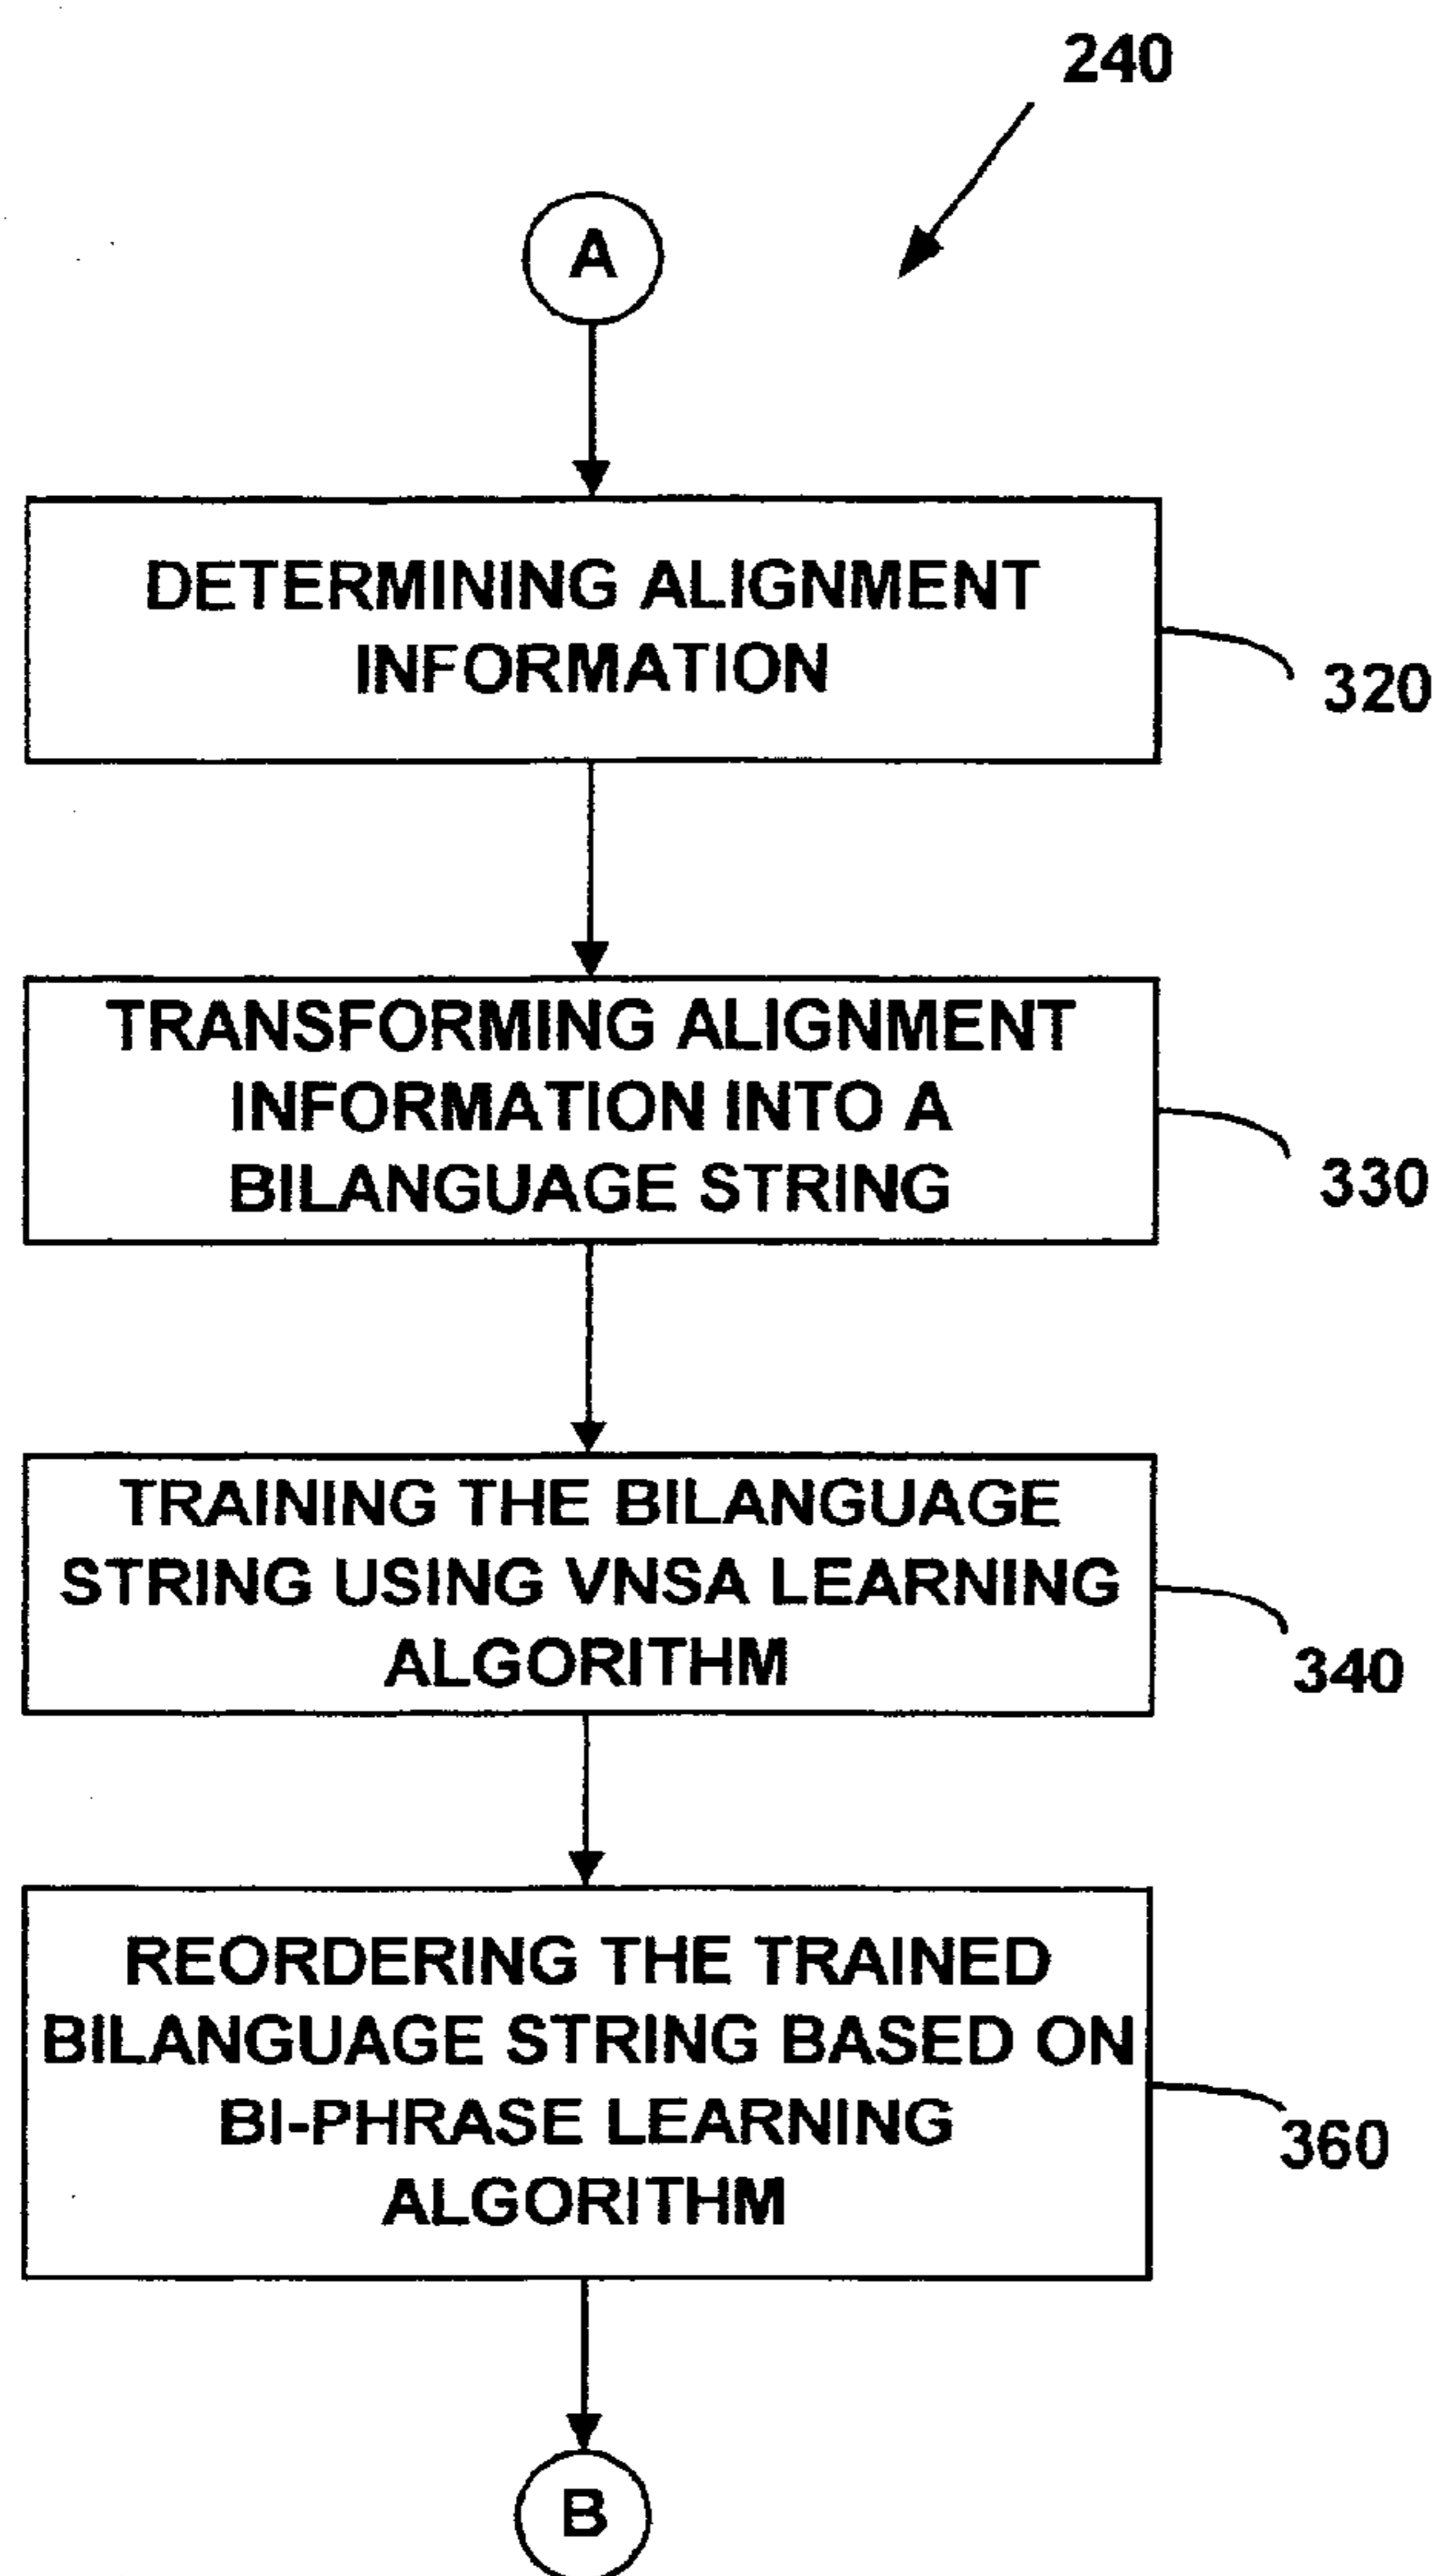 240
A
DETERMINING ALIGNMENT
INFORMATION
320
TRANSFORMING ALIGNMENT
INFORMATION INTO A
BILANGUAGE STRING
330
TRAINING THE BILANGUAGE
STRING USING VNSA LEARNING
ALGORITHM
340
REORDERING THE TRAINED
BILANGUAGE STRING BASED ON
BI-PHRASE LEARNING
ALGORITHM
360
B